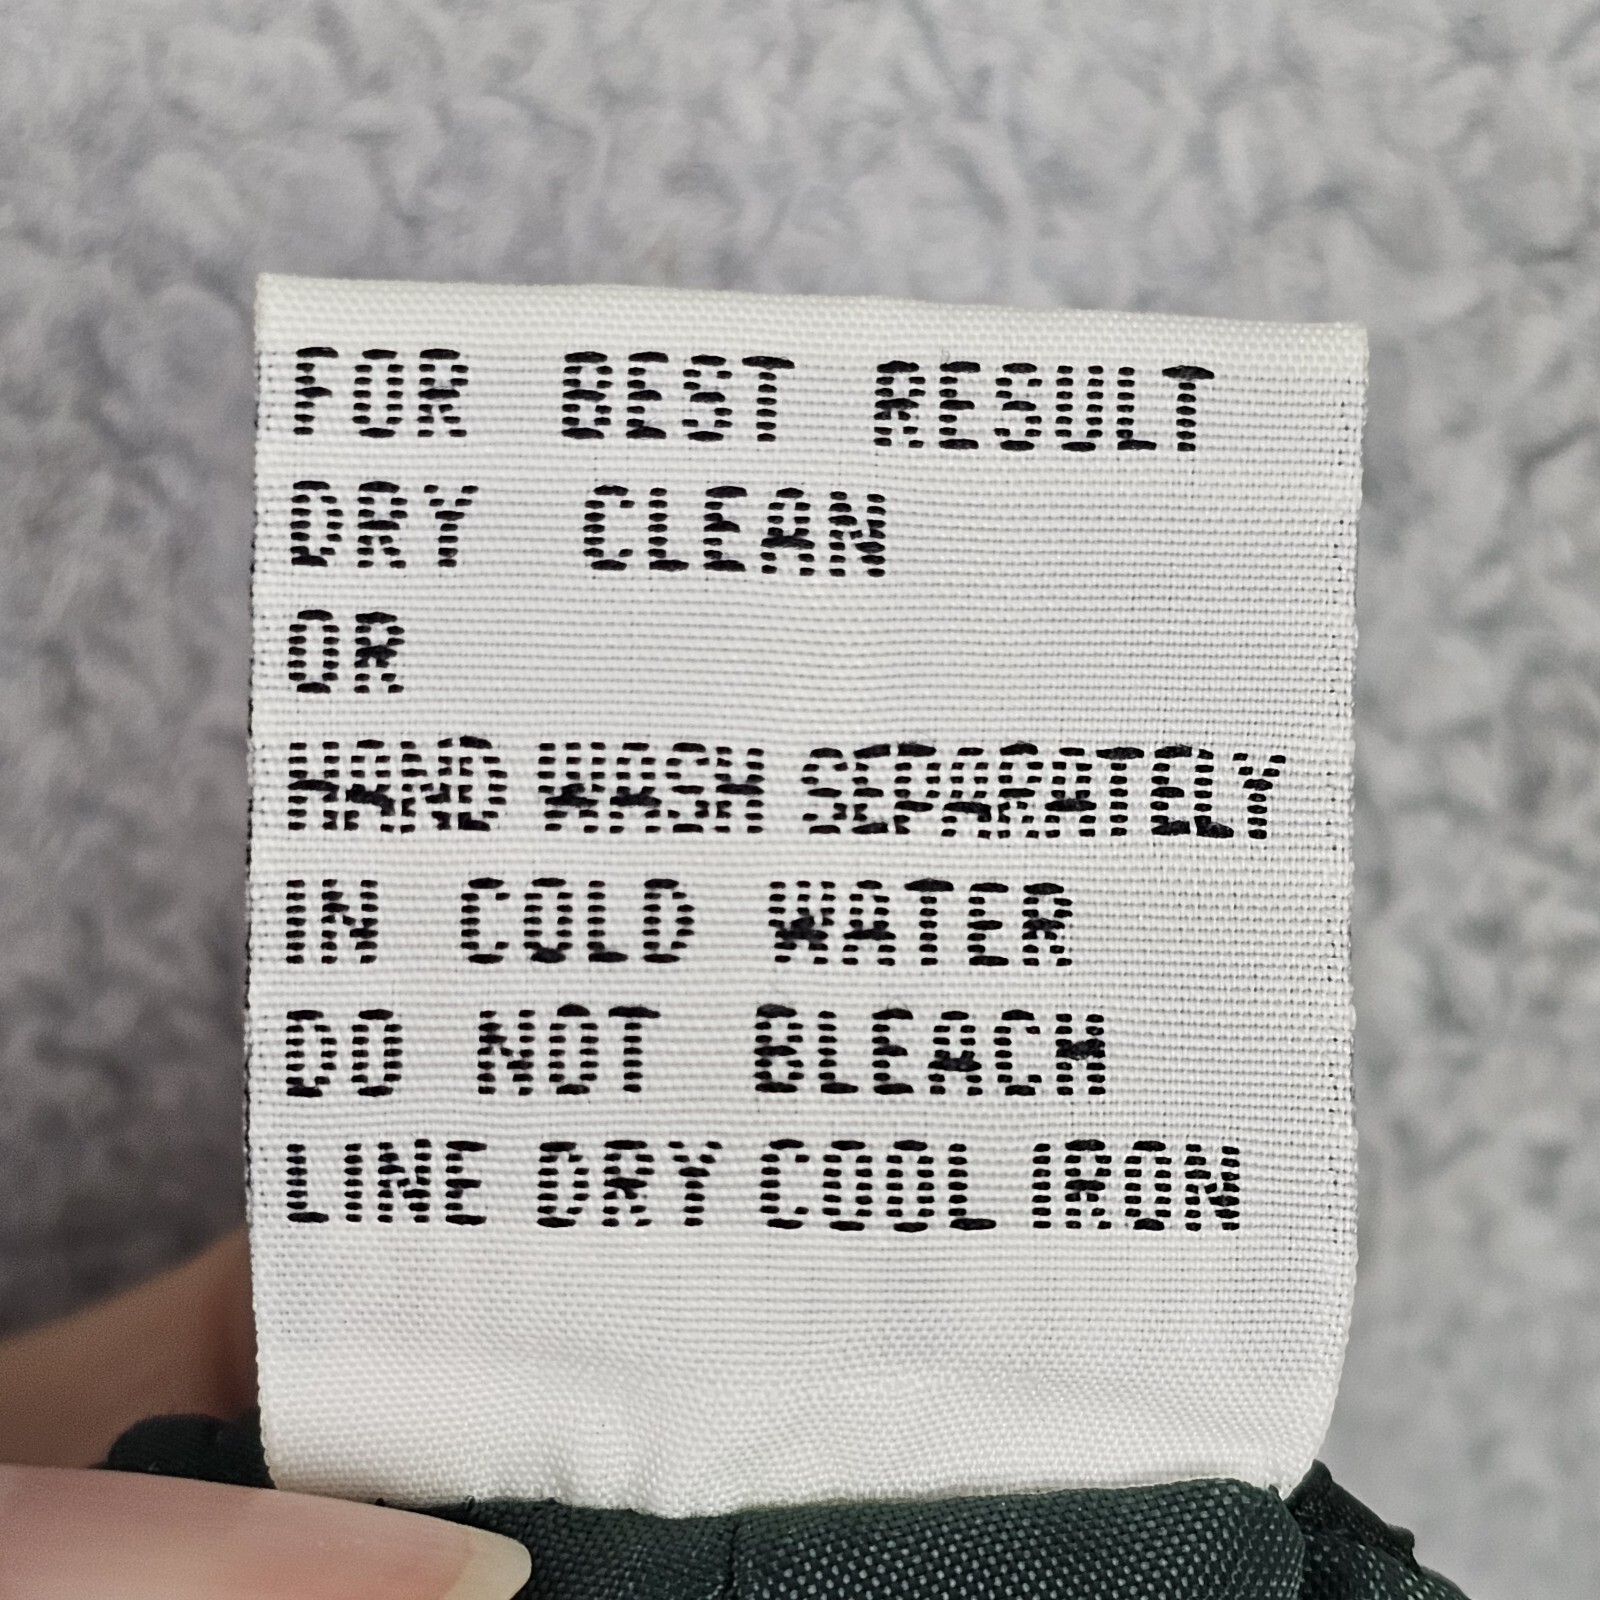 FOR BEST RESULT
DRY CLEAN
OR
HAND WASH SEPARATELY
IN COLD WATER
DO NOT BLEACH
LINE DRY COOL IRON